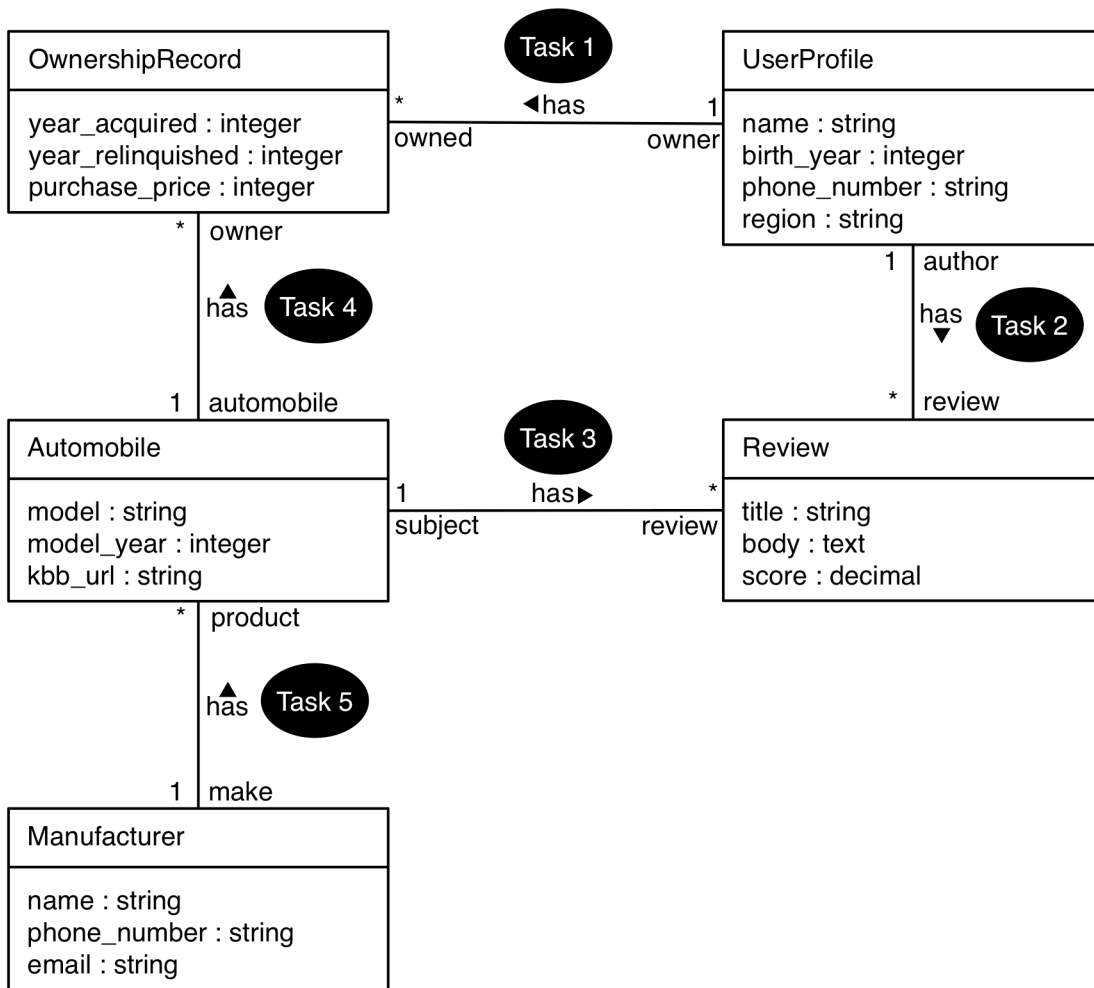 OwnershipRecord
year_acquired : integer
year_relinquished : integer
purchase_price : integer
Task 1
* ◀has 1
owned owner
UserProfile
name : string
birth_year : integer
phone_number : string
region : string
* owner
▲
has Task 4
1 automobile
1 author
has
▼ Task 2
* review
Automobile
model : string
model_year : integer
kbb_url : string
Task 3
1 has▶ *
subject review
Review
title : string
body : text
score : decimal
* product
▲
has Task 5
1 make
Manufacturer
name : string
phone_number : string
email : string